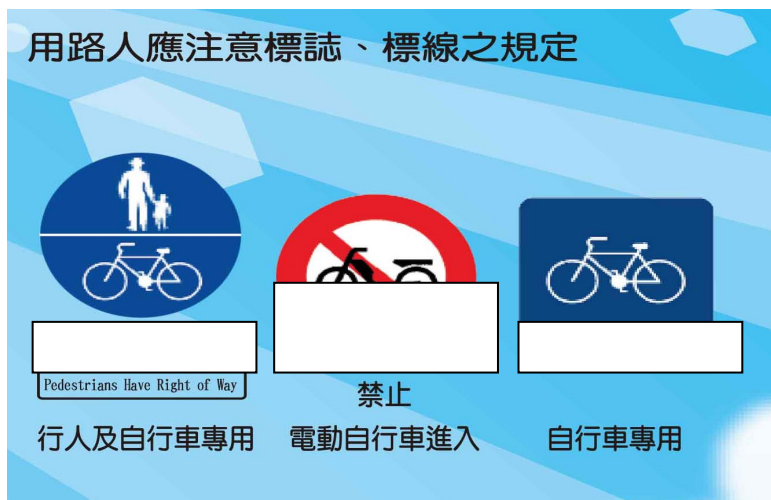 用路人應注意標誌、標線之規定
Pedestrians Have Right of Way
禁止
行人及自行車專用
電動自行車進入
自行車專用